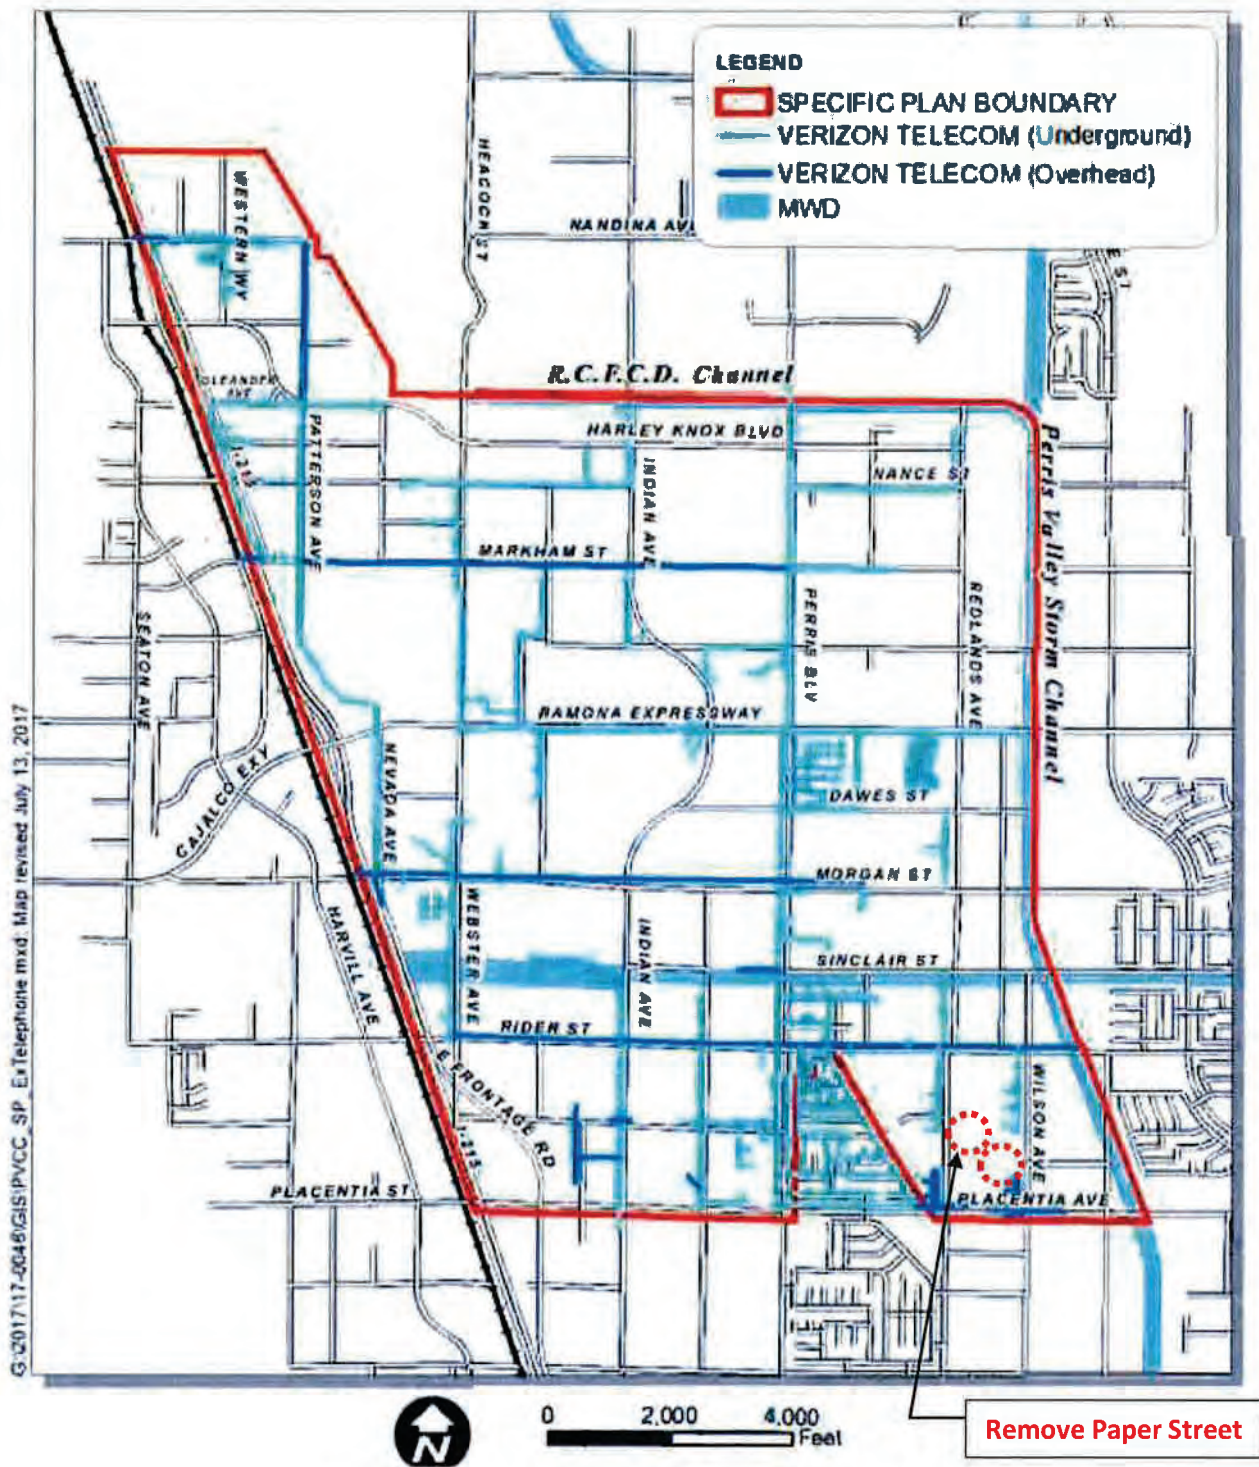 LEGEND
SPECIFIC PLAN BOUNDARY
VERIZON TELECOM (Underground)
VERIZON TELECOM (Overhead)
MWD
HEACOCK ST
WESTERN WY
NANDINA AVE
E ST
R.C.F.C.D. Channel
OLEANDER
AVE
HARLEY KNOX BLVD
PATTERSON AVE
I-215
INDIAN AVE
NANCE ST
Perris Valley Storm Channel
MARKHAM ST
SEATON AVE
PERRIS BLV
REDLANDS AVE
RAMONA EXPRESSWAY
NEVADA AVE
CAJALCO EXY
DAWES ST
MORGAN ST
HARVILL AVE
WEBSTER AVE
INDIAN AVE
SINCLAIR ST
RIDER ST
E FRONTAGE RD
WILSON AVE
I-215
PLACENTIA ST
PLACENTIA AVE
G:\2017\17-0046\GIS\PVCC_SP_ExTelephone.mxd; Map revised July 13, 2017
N
0 2,000 4,000
Feet
Remove Paper Street